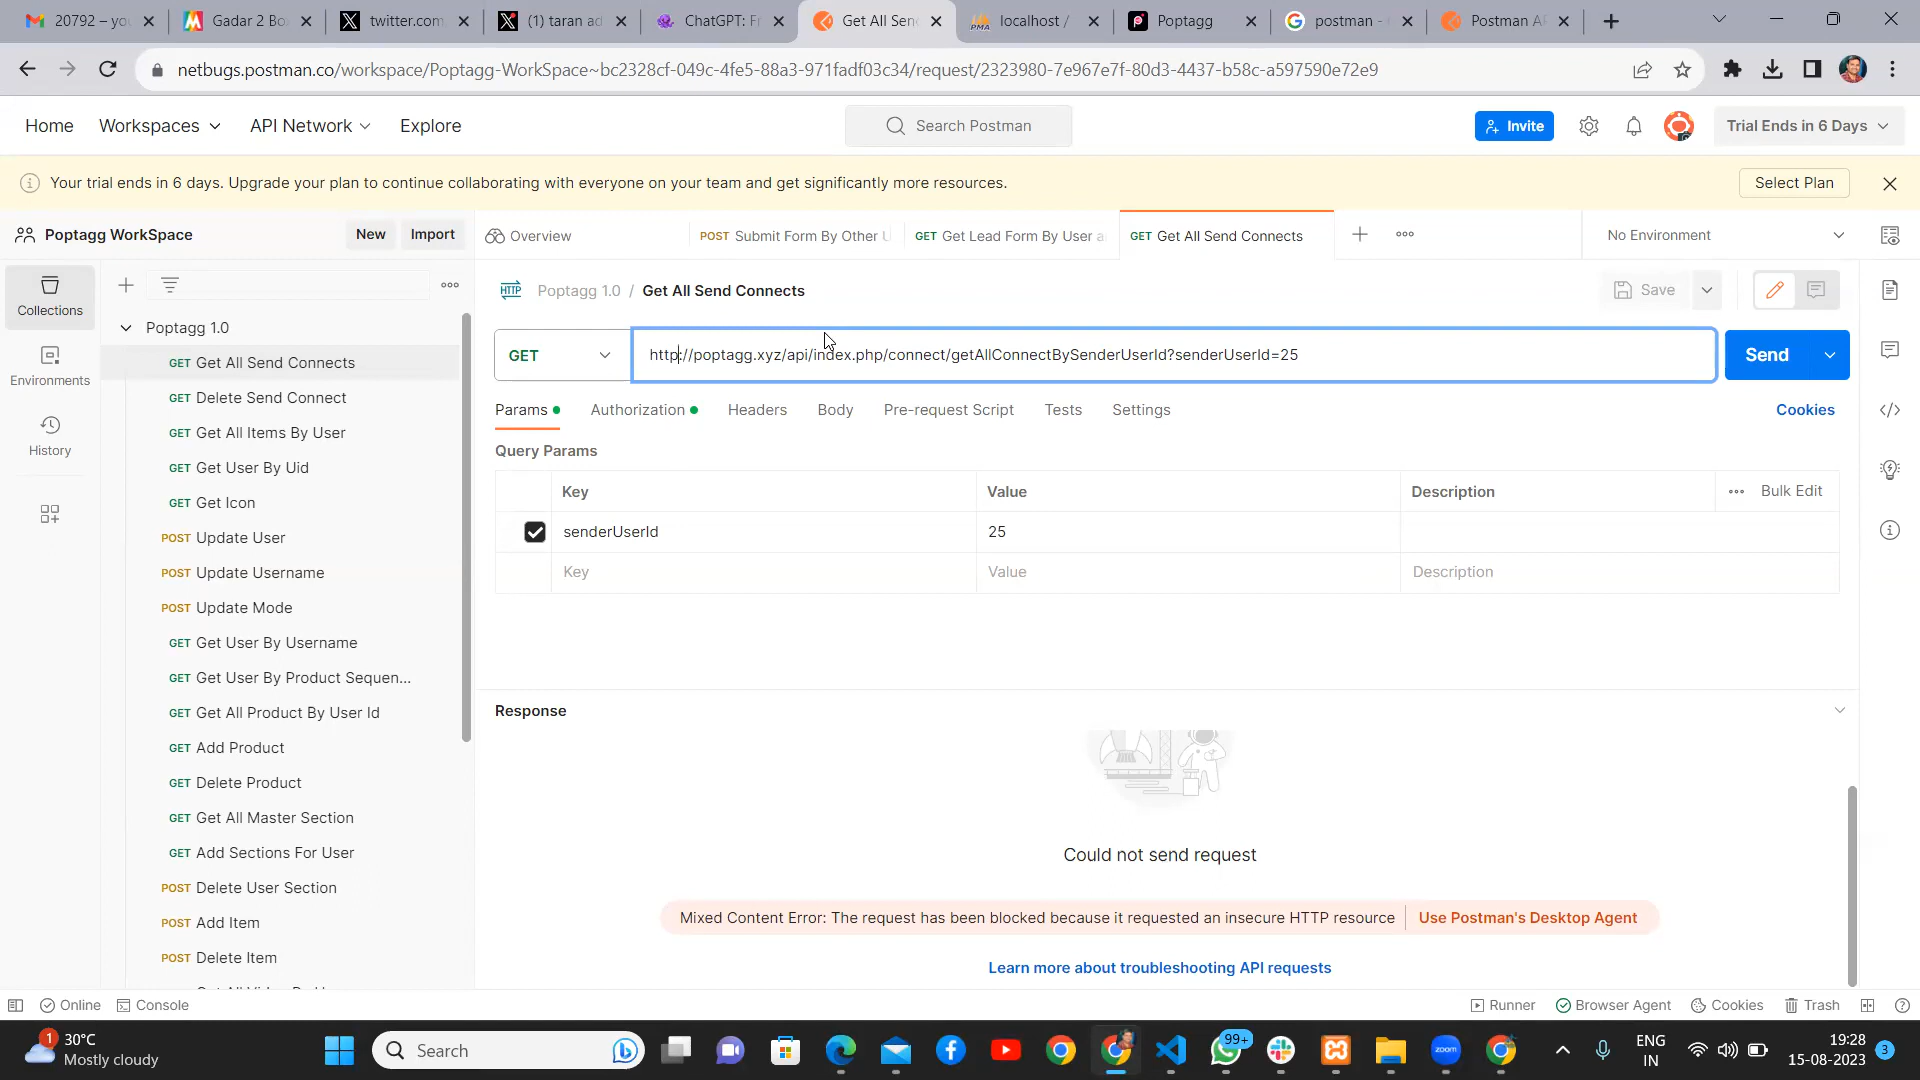 20792 – yo
Gadar 2 Bo
twitter.com
(1) taran ad
ChatGPT: Fr
Get All Sen
localhost /
Poptagg
postman -
Postman AP
netbugs.postman.co/workspace/Poptagg-WorkSpace~bc2328cf-049c-4fe5-88a3-971fadf03c34/request/2323980-7e967e7f-80d3-4437-b58c-a597590e72e9
Home Workspaces API Network Explore
Search Postman
Invite
Trial Ends in 6 Days
Your trial ends in 6 days. Upgrade your plan to continue collaborating with everyone on your team and get significantly more resources.
Select Plan
Poptagg WorkSpace
New Import
Overview
POST Submit Form By Other U
GET Get Lead Form By User a
GET Get All Send Connects
No Environment
Collections
Environments
History
Poptagg 1.0
GET Get All Send Connects
GET Delete Send Connect
GET Get All Items By User
GET Get User By Uid
GET Get Icon
POST Update User
POST Update Username
POST Update Mode
GET Get User By Username
GET Get User By Product Sequen...
GET Get All Product By User Id
GET Add Product
GET Delete Product
GET Get All Master Section
GET Add Sections For User
POST Delete User Section
POST Add Item
POST Delete Item
HTTP Poptagg 1.0 / Get All Send Connects
Save
GET
http://poptagg.xyz/api/index.php/connect/getAllConnectBySenderUserId?senderUserId=25
Send
Params Authorization Headers Body Pre-request Script Tests Settings
Cookies
Query Params
Key Value Description Bulk Edit
senderUserId 25
Key Value Description
Response
Could not send request
Mixed Content Error: The request has been blocked because it requested an insecure HTTP resource Use Postman's Desktop Agent
Learn more about troubleshooting API requests
Online Console
Runner Browser Agent Cookies Trash
1
30°C
Mostly cloudy
Search
99+
zoom
ENG
IN
19:28
15-08-2023
3